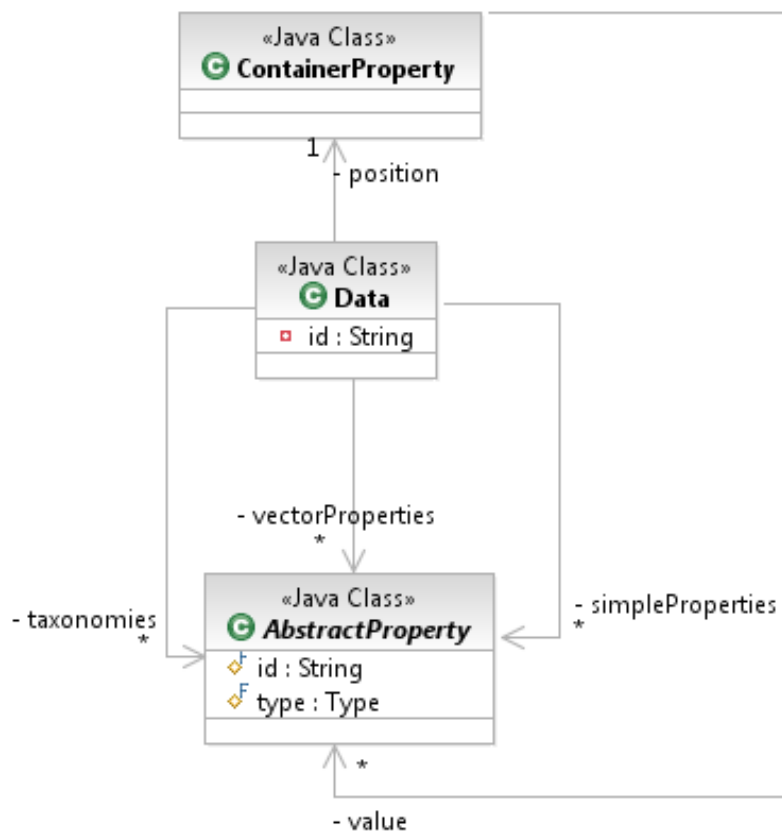 «Java Class»
C ContainerProperty
1
- position
«Java Class»
C Data
id : String
- vectorProperties
*
«Java Class»
C AbstractProperty
F id : String
F type : Type
- taxonomies
*
- simpleProperties
*
*
- value